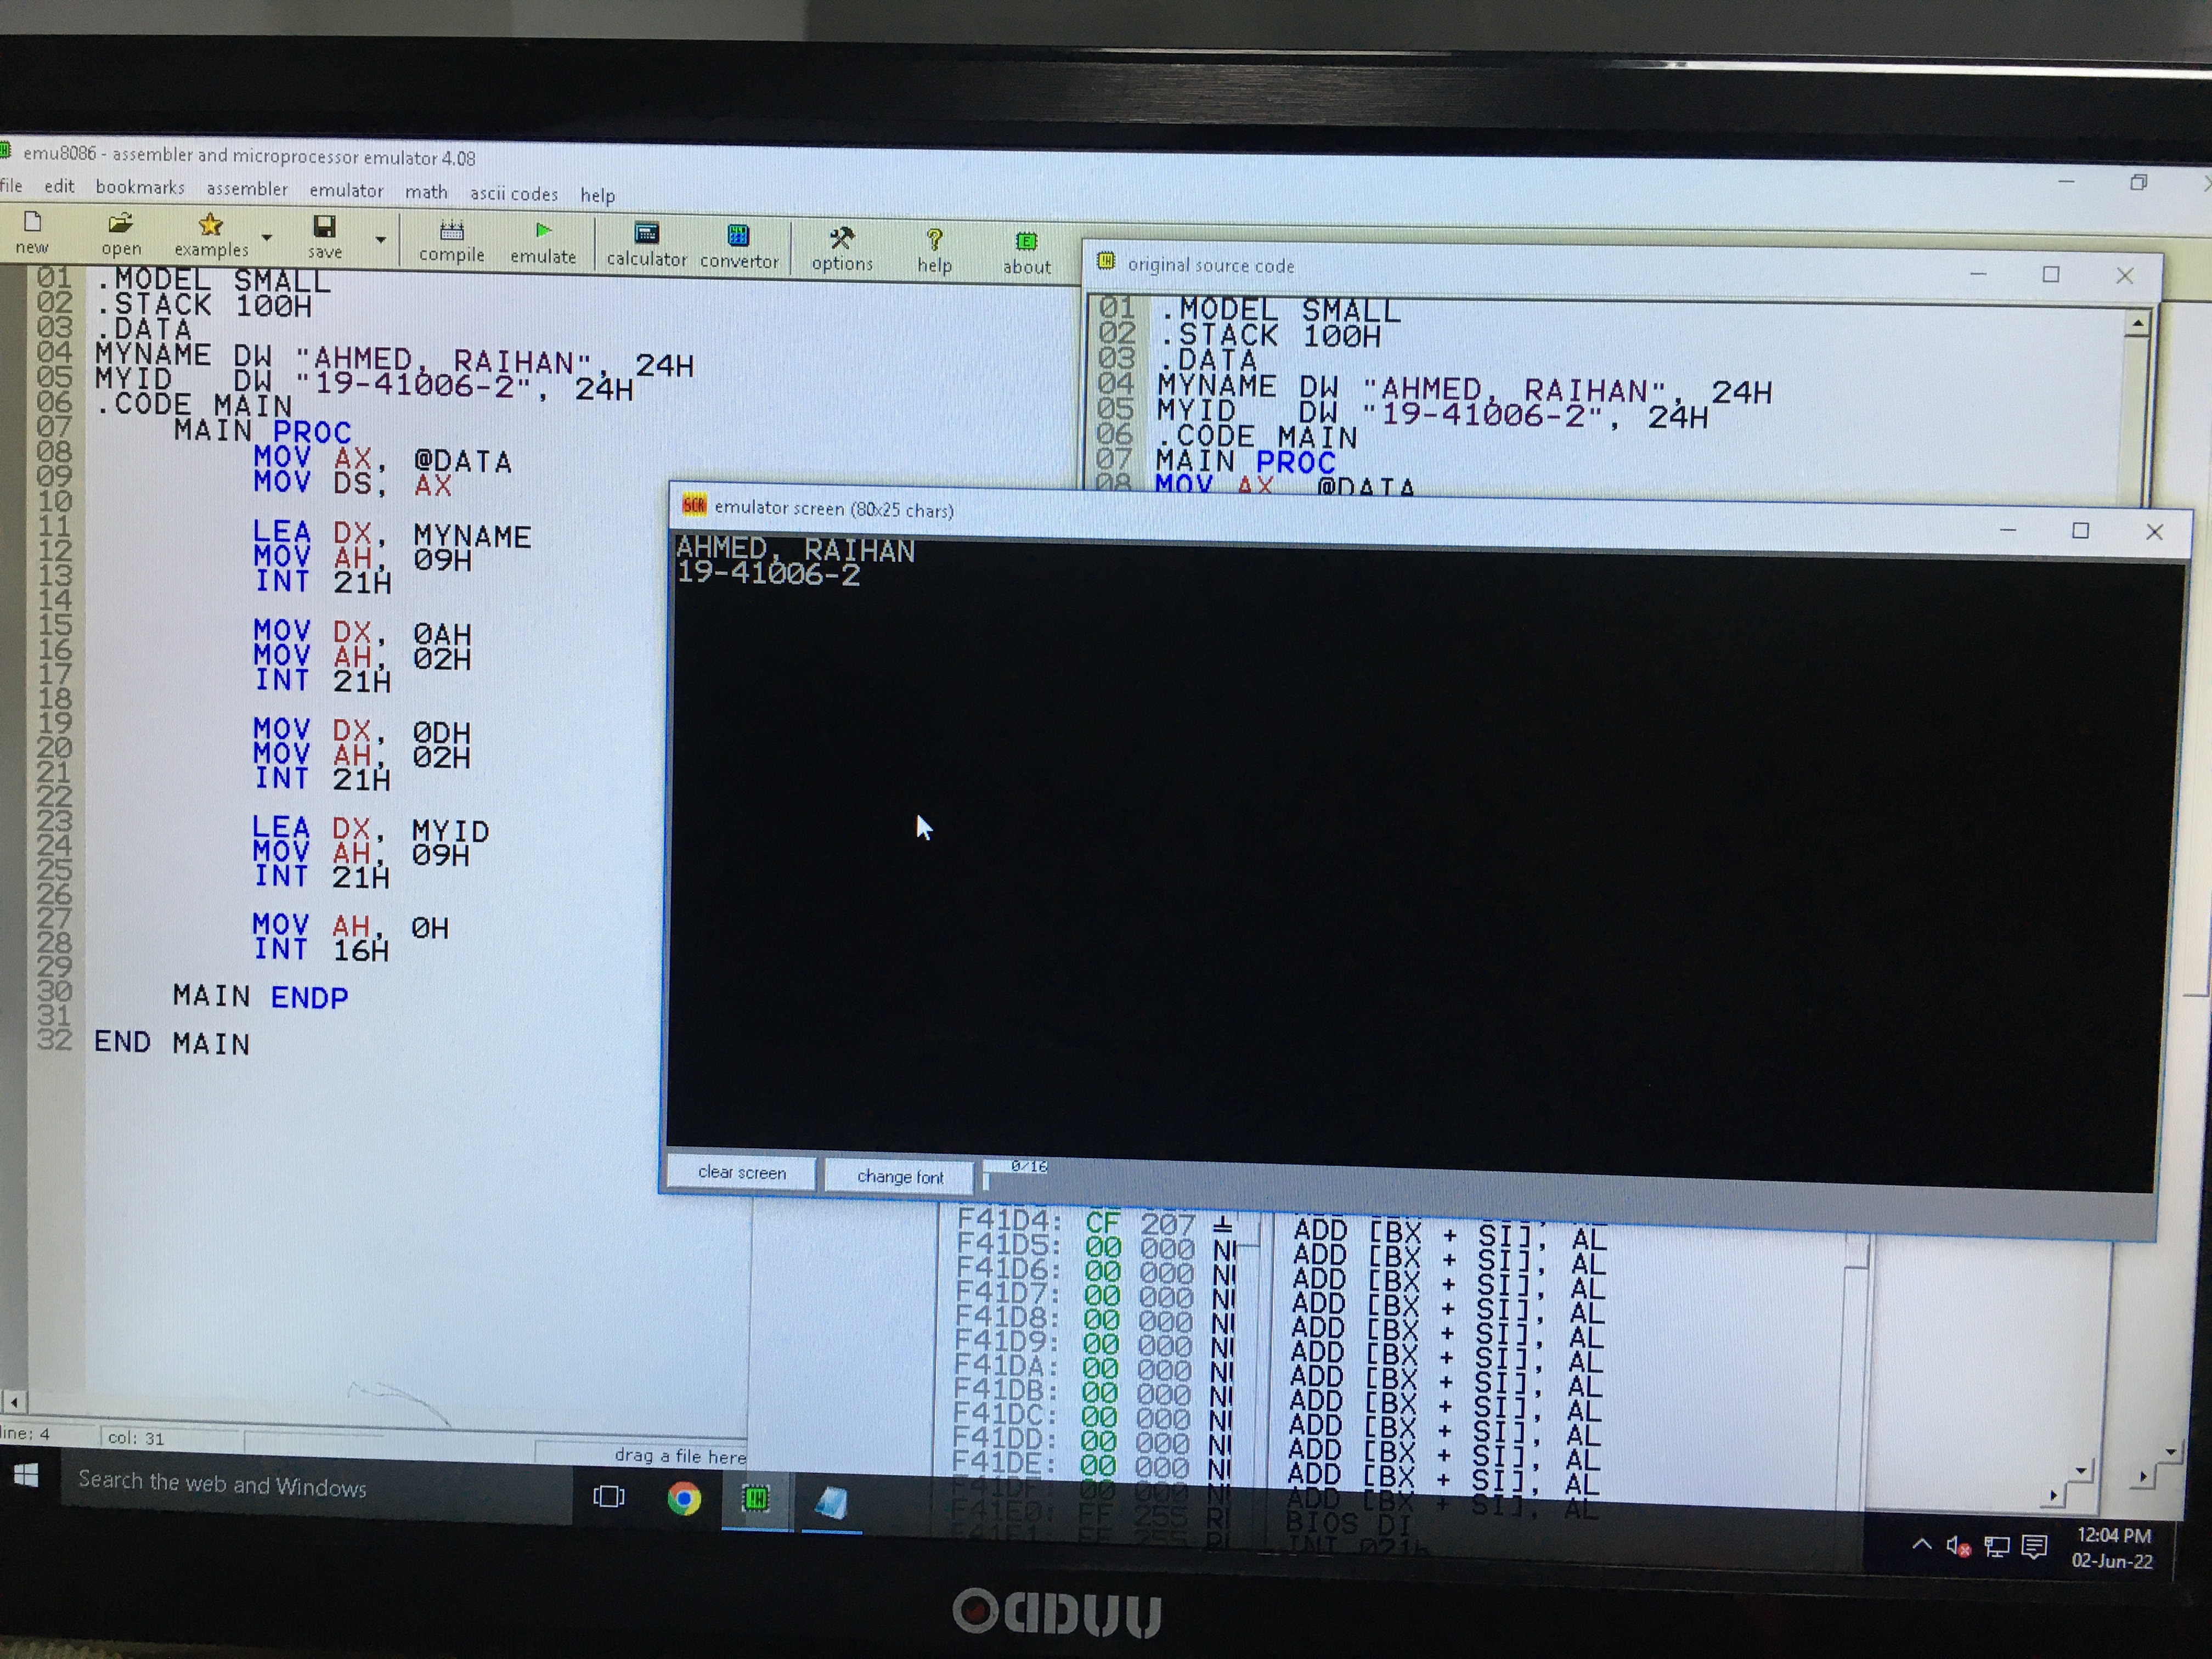 emu8086 - assembler and microprocessor emulator 4.08
file edit bookmarks assembler emulator math ascii codes help
new open examples save compile emulate calculator convertor options help about
01 .MODEL SMALL
02 .STACK 100H
03 .DATA
04 MYNAME DW "AHMED, RAIHAN", 24H
05 MYID DW "19-41006-2", 24H
06 .CODE MAIN
07 MAIN PROC
08 MOV AX, @DATA
09 MOV DS, AX
10
11 LEA DX, MYNAME
12 MOV AH, 09H
13 INT 21H
14
15 MOV DX, 0AH
16 MOV AH, 02H
17 INT 21H
18
19 MOV DX, 0DH
20 MOV AH, 02H
21 INT 21H
22
23 LEA DX, MYID
24 MOV AH, 09H
25 INT 21H
26
27 MOV AH, 0H
28 INT 16H
29
30 MAIN ENDP
31
32 END MAIN
line: 4 col: 31 drag a file here
original source code
01 .MODEL SMALL
02 .STACK 100H
03 .DATA
04 MYNAME DW "AHMED, RAIHAN", 24H
05 MYID DW "19-41006-2", 24H
06 .CODE MAIN
07 MAIN PROC
08 MOV AX @DATA
SCR emulator screen (80x25 chars)
AHMED, RAIHAN
19-41006-2
clear screen change font 0/16
F41D4: CF 207 ╧ ADD [BX + SI], AL
F41D5: 00 000 N ADD [BX + SI], AL
F41D6: 00 000 N ADD [BX + SI], AL
F41D7: 00 000 N ADD [BX + SI], AL
F41D8: 00 000 N ADD [BX + SI], AL
F41D9: 00 000 N ADD [BX + SI], AL
F41DA: 00 000 N ADD [BX + SI], AL
F41DB: 00 000 N ADD [BX + SI], AL
F41DC: 00 000 N ADD [BX + SI], AL
F41DD: 00 000 N ADD [BX + SI], AL
F41DE: 00 000 N ADD [BX + SI], AL
F41DF: 00 000 N ADD [BX + SI], AL
F41E0: FF 255 R BIOS DI
F41E1: FF 255 R INT 021h
Search the web and Windows
12:04 PM
02-Jun-22